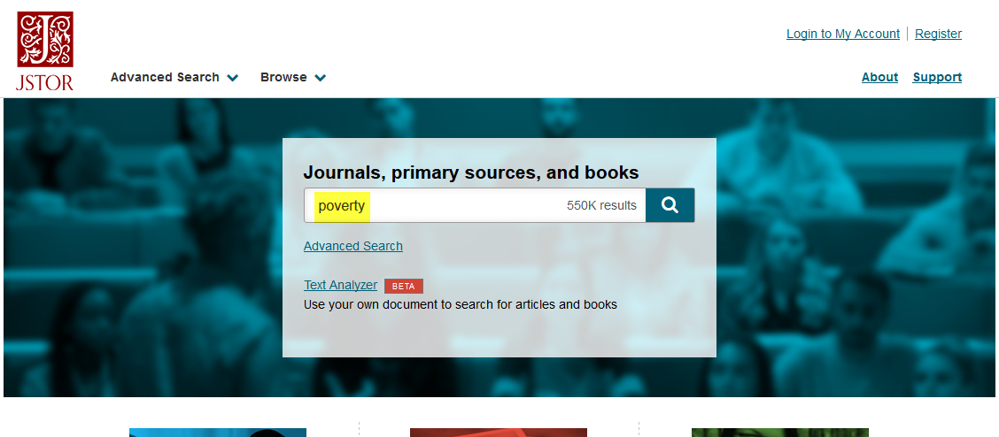 Login to My Account | Register
JSTOR
Advanced Search Browse
About Support
Journals, primary sources, and books
poverty 550K results
Advanced Search
Text Analyzer BETA
Use your own document to search for articles and books